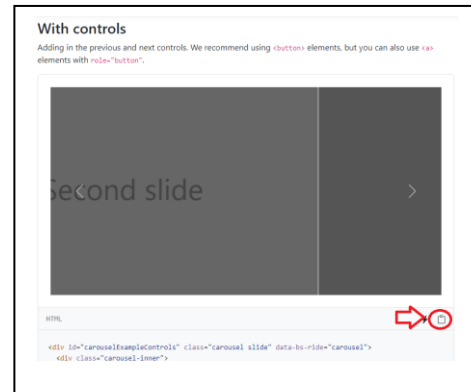 With controls
Adding in the previous and next controls. We recommend using <button> elements, but you can also use <a>
elements with role="button".
Second slide
HTML
<div id="carouselExampleControls" class="carousel slide" data-bs-ride="carousel">
<div class="carousel-inner">